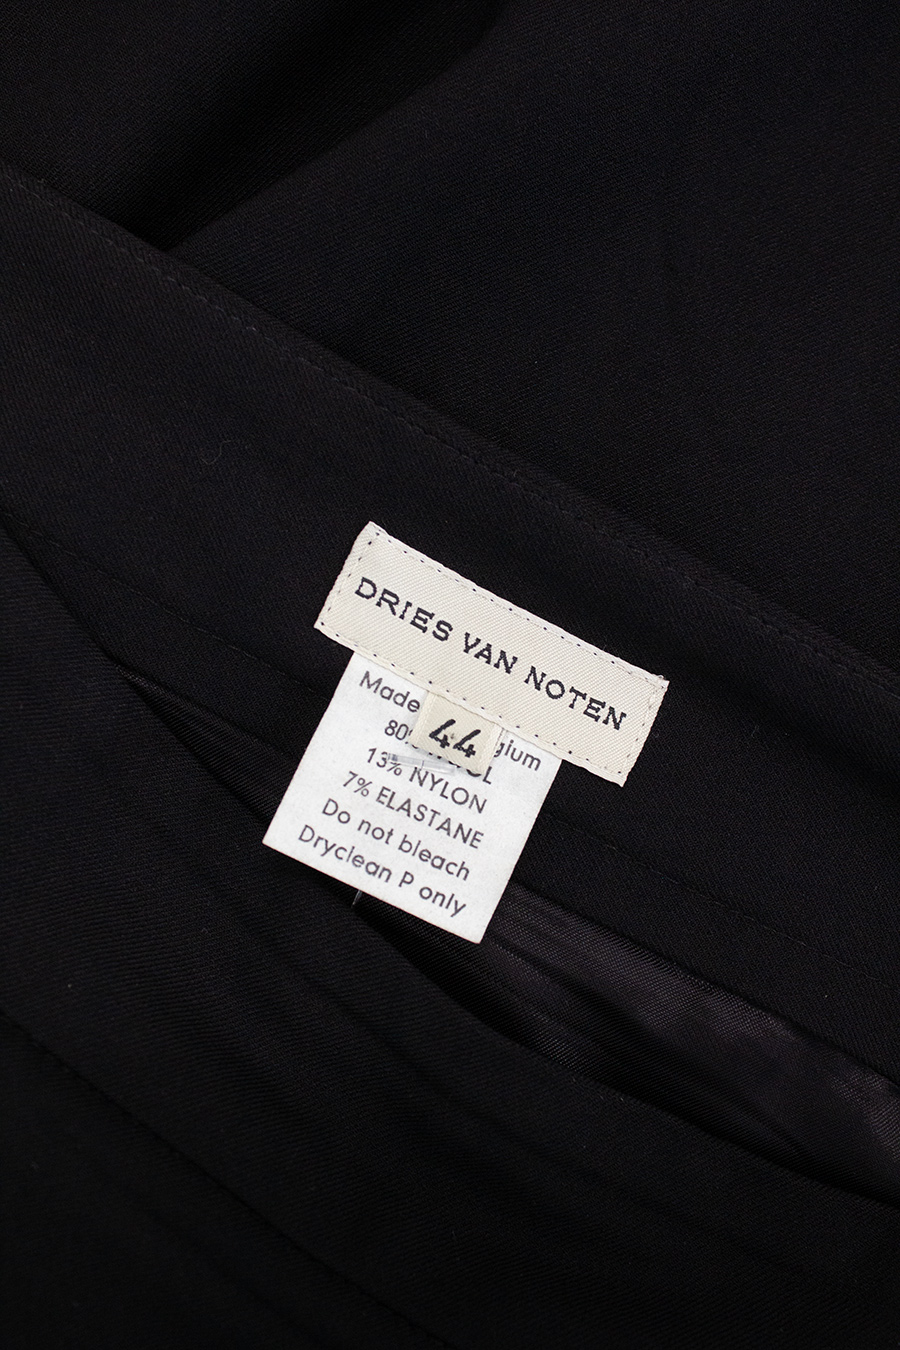 DRIES VAN NOTEN
44
Made
13% NYLON
7% ELASTANE
Do not bleach
Dryclean P only